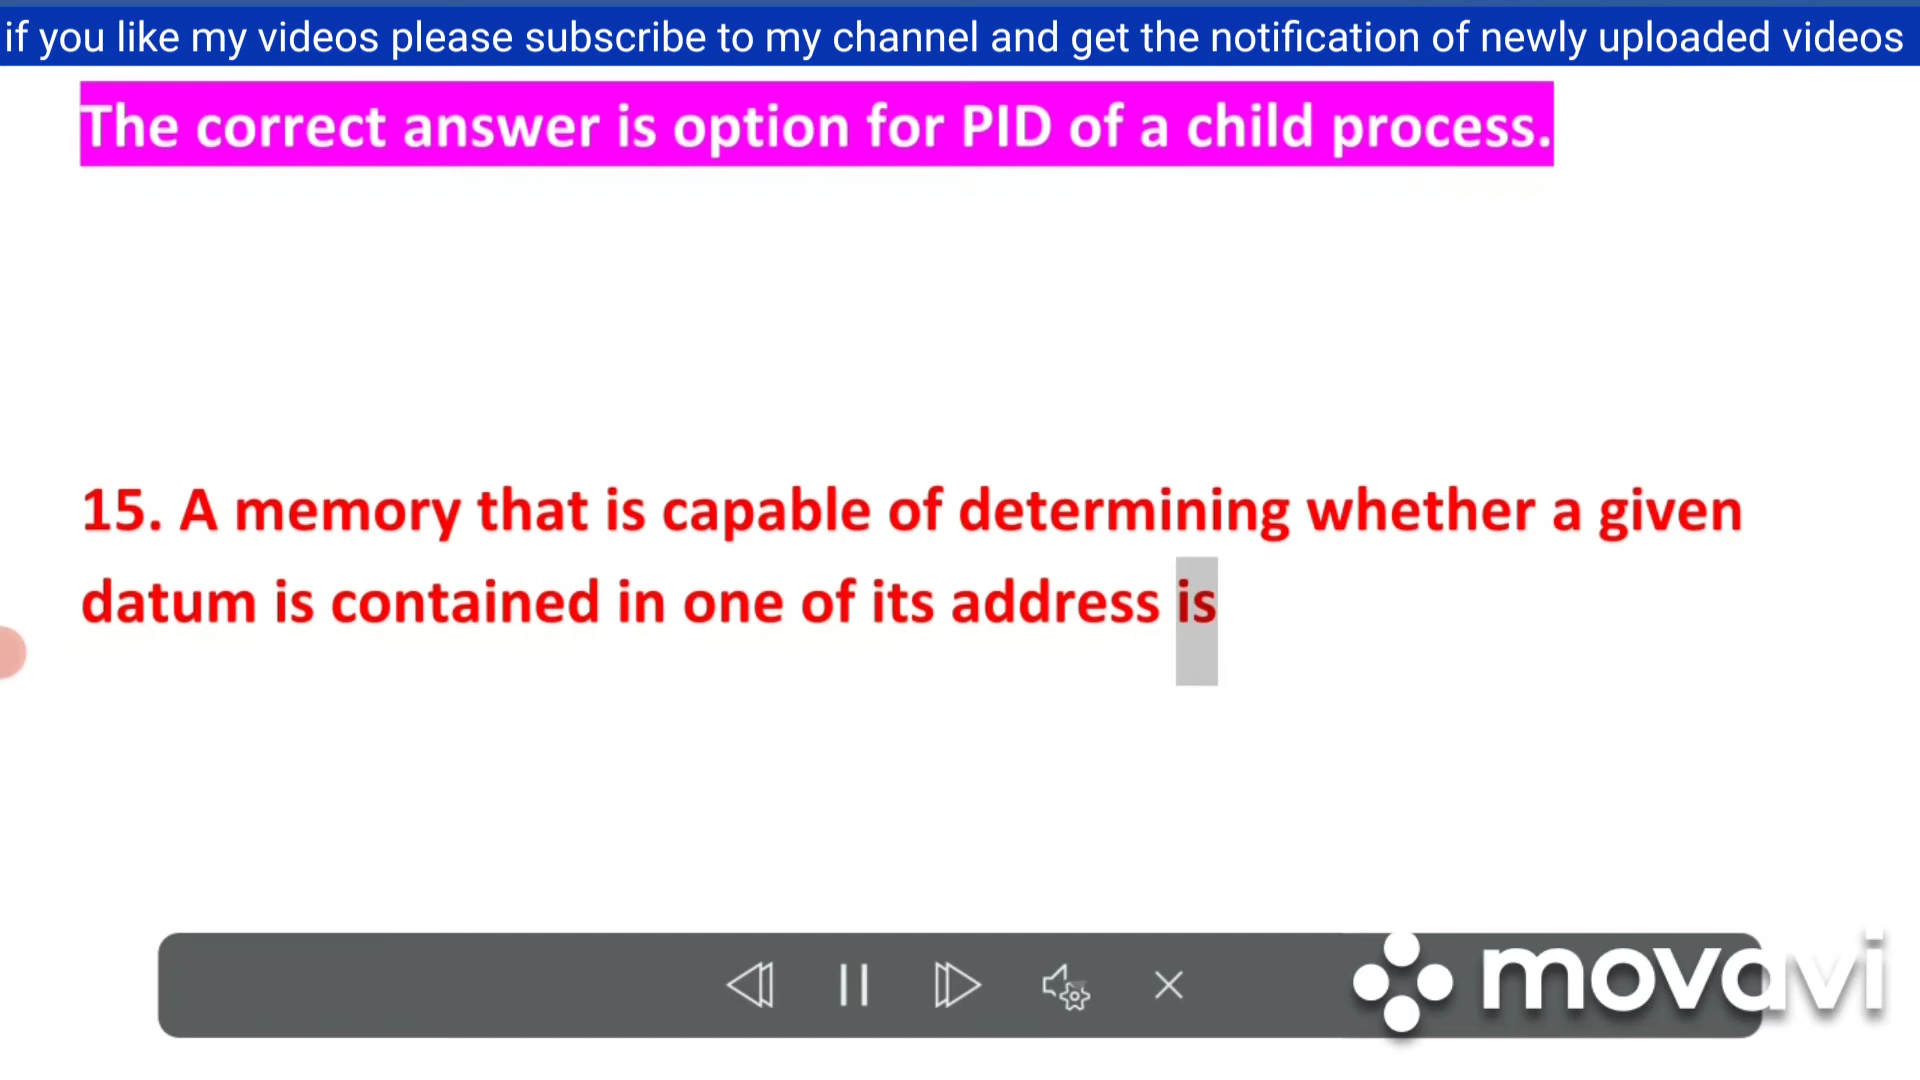 if you like my videos please subscribe to my channel and get the notification of newly uploaded videos
The correct answer is option for PID of a child process.
15. A memory that is capable of determining whether a given
datum is contained in one of its address is
movavi